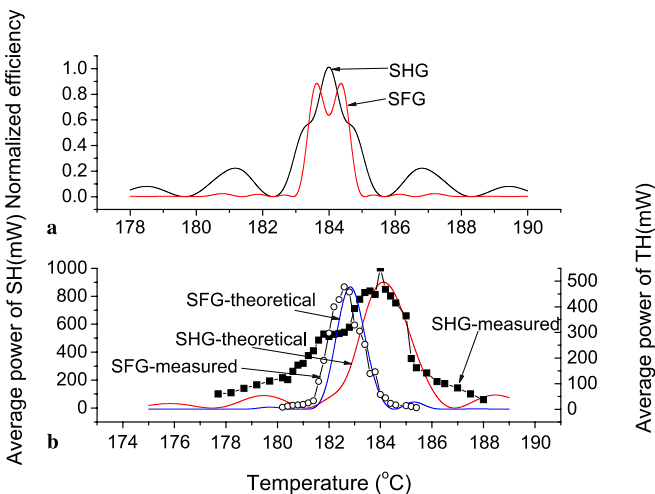 Average power of SH(mW) Normalized efficiency
1.0
0.8
0.6
0.4
0.2
0.0
SHG
SFG
178 180 182 184 186 188 190
a
1000
800
600
400
200
0
SFG-theoretical
SHG-theoretical
SFG-measured
SHG-measured
500
400
300
200
100
0
Average power of TH(mW)
174 176 178 180 182 184 186 188 190
b
Temperature (°C)